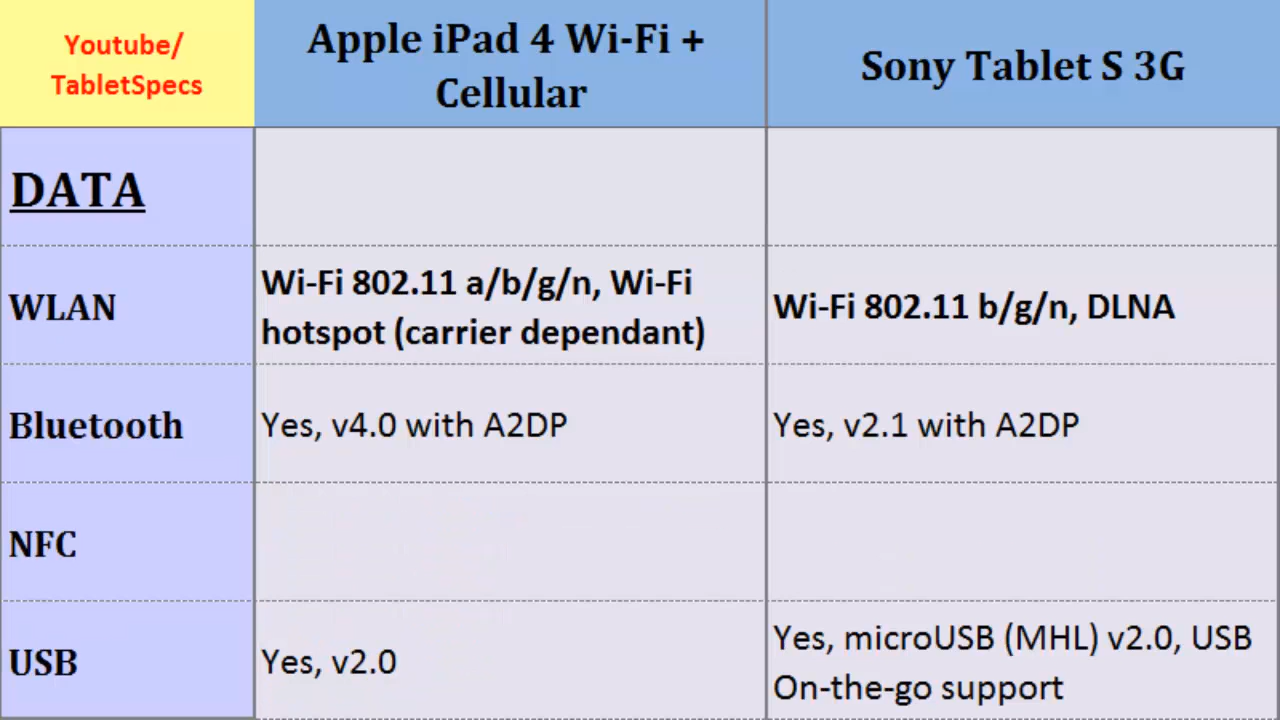 Youtube/
TabletSpecs
Apple iPad 4 Wi-Fi +
Cellular
Sony Tablet S 3G
DATA
WLAN
Wi-Fi 802.11 a/b/g/n, Wi-Fi
hotspot (carrier dependant)
Wi-Fi 802.11 b/g/n, DLNA
Bluetooth
Yes, v4.0 with A2DP
Yes, v2.1 with A2DP
NFC
USB
Yes, v2.0
Yes, microUSB (MHL) v2.0, USB
On-the-go support